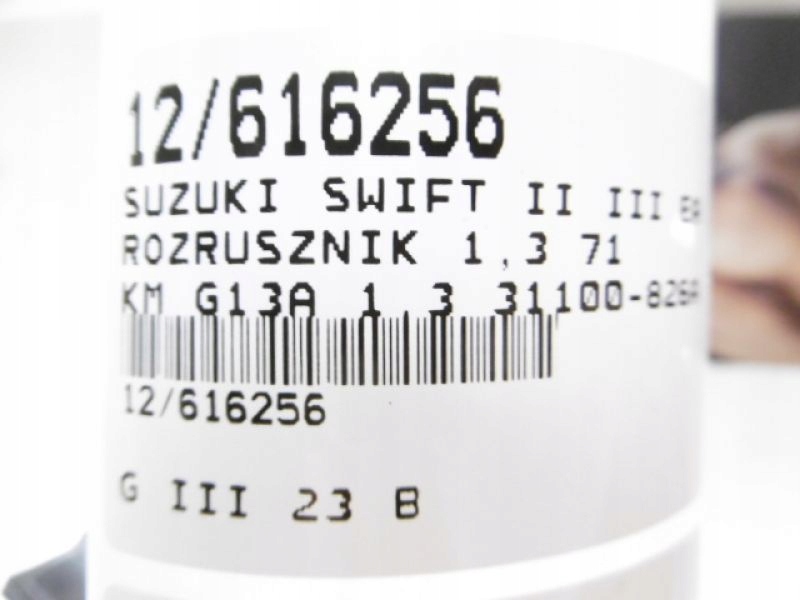 12/616256
SUZUKI SWIFT II III
ROZRUSZNIK 1,3 71
KM G13A 1,3 31100-82
12/616256
G III 23 B